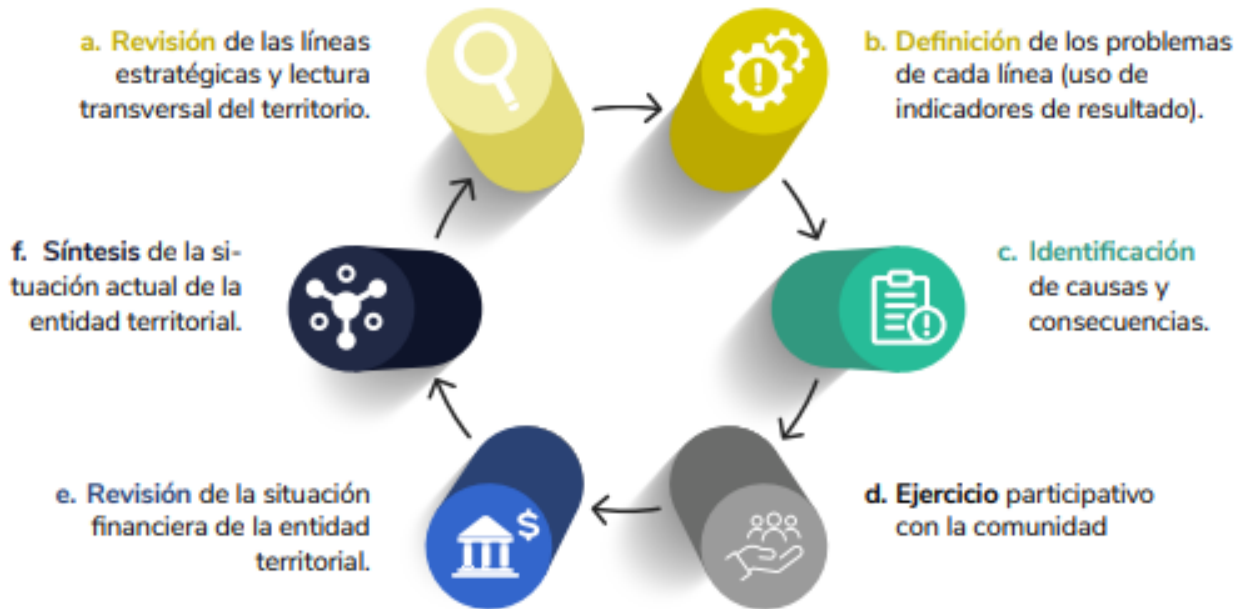 a. Revisión de las líneas
estratégicas y lectura
transversal del territorio.
b. Definición de los problemas
de cada línea (uso de
indicadores de resultado).
c. Identificación
de causas y
consecuencias.
d. Ejercicio participativo
con la comunidad
e. Revisión de la situación
financiera de la entidad
territorial.
f. Síntesis de la si-
tuación actual de la
entidad territorial.
$